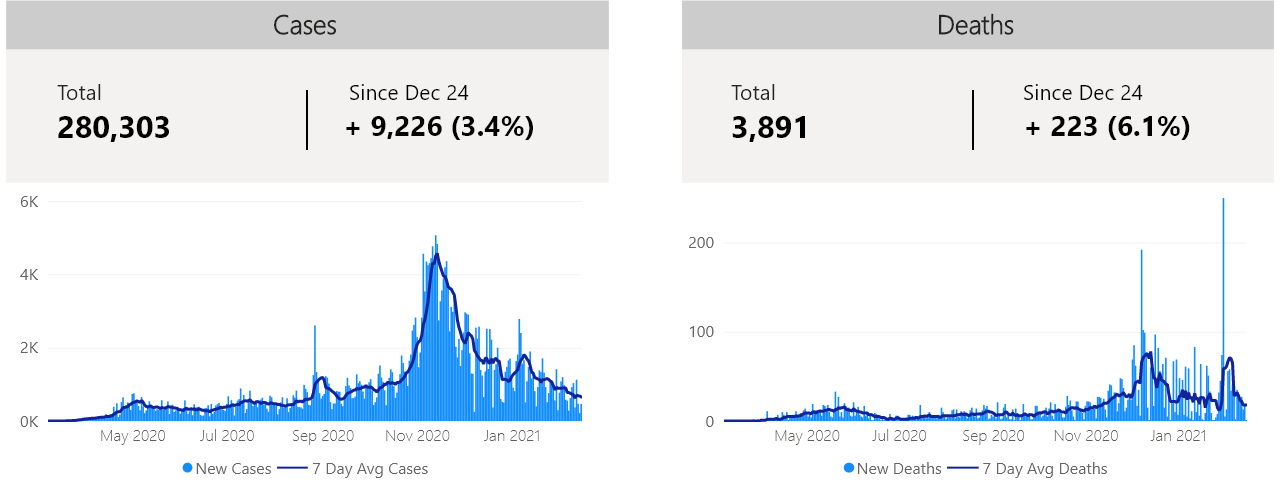 Cases
Total
Since Dec 24
280,303
+ 9,226 (3.4%)
6K
4K
2K
0K
May 2020
Jul 2020
Sep 2020
Nov 2020
Jan 2021
New Cases
7 Day Avg Cases
Deaths
Total
Since Dec 24
3,891
+ 223 (6.1%)
200
100
0
May 2020
Jul 2020
Sep 2020
Nov 2020
Jan 2021
New Deaths
7 Day Avg Deaths